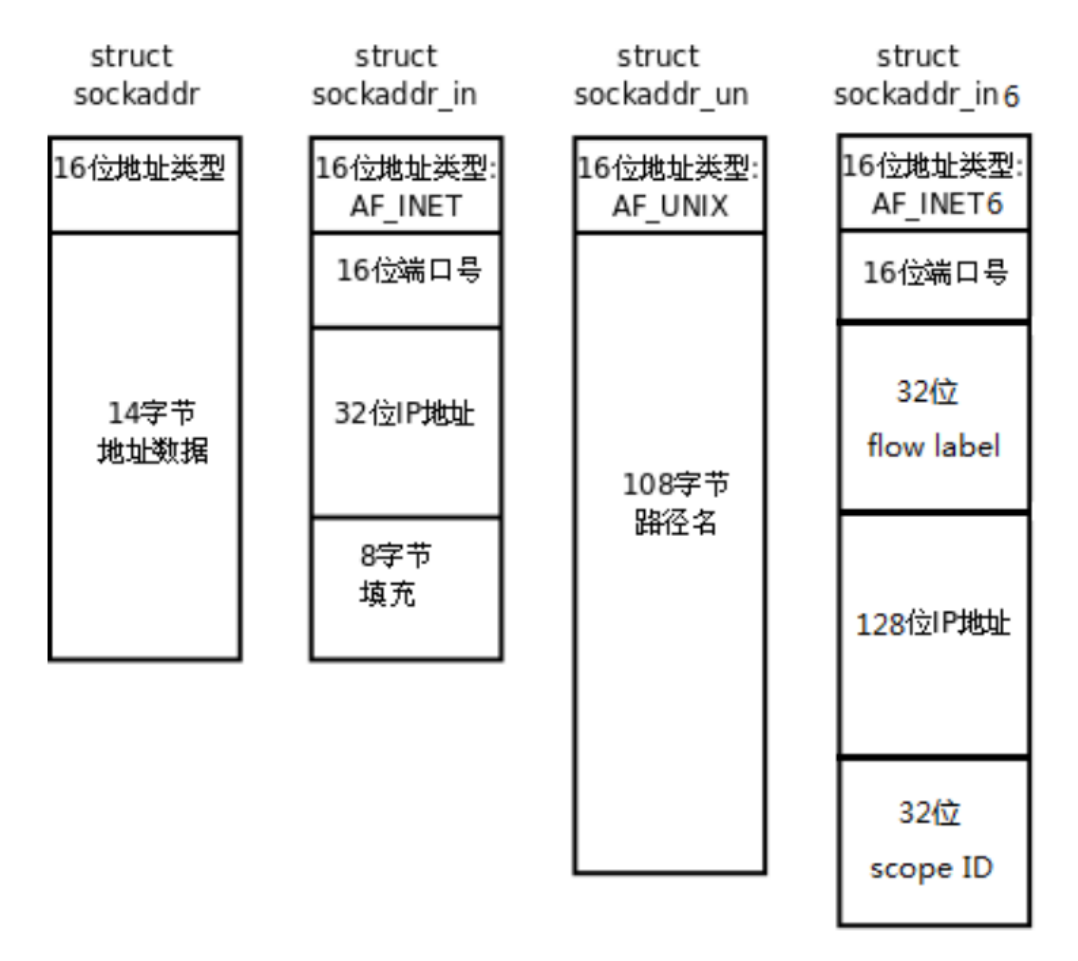 struct
sockaddr
16位地址类型
14字节
地址数据
struct
sockaddr_in
16位地址类型:
AF_INET
16位端口号
32位IP地址
8字节
填充
struct
sockaddr_un
16位地址类型:
AF_UNIX
108字节
路径名
struct
sockaddr_in6
16位地址类型:
AF_INET6
16位端口号
32位
flow label
128位IP地址
32位
scope ID